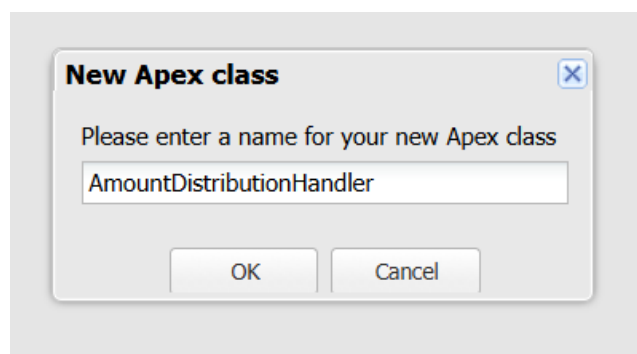 New Apex class
Please enter a name for your new Apex class
AmountDistributionHandler
OK Cancel